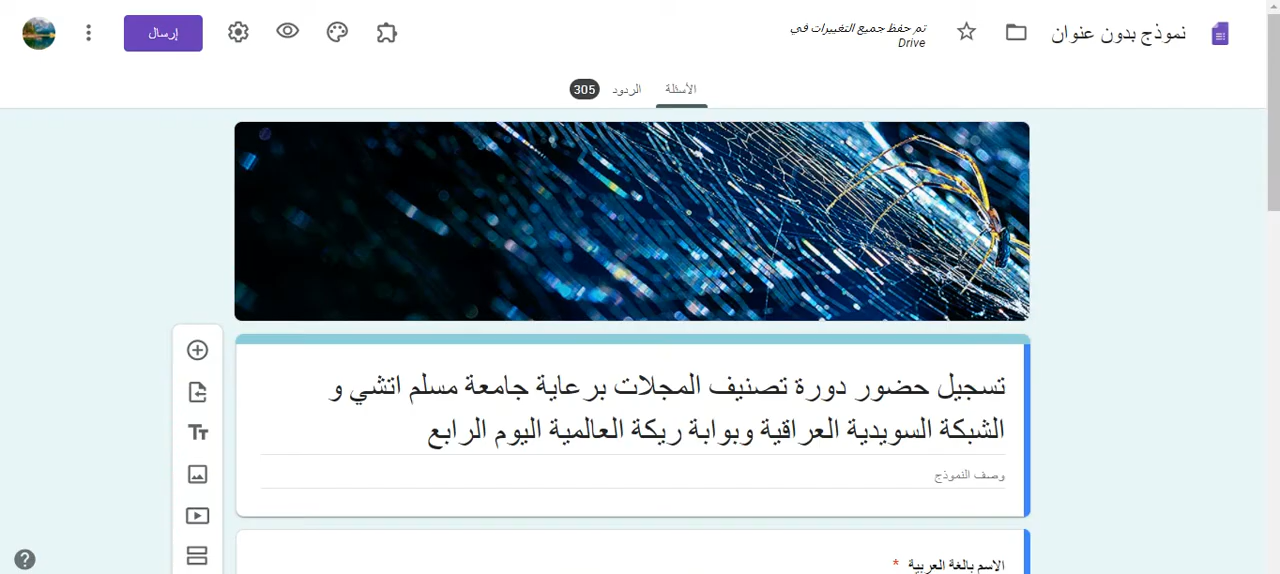 نموذج بدون عنوان
تم حفظ جميع التغييرات في
Drive
إرسال
الأسئلة
الردود
305
تسجيل حضور دورة تصنيف المجلات برعاية جامعة مسلم اتشي و
الشبكة السويدية العراقية وبوابة ريكة العالمية اليوم الرابع
وصف النموذج
الاسم بالغة العربية *